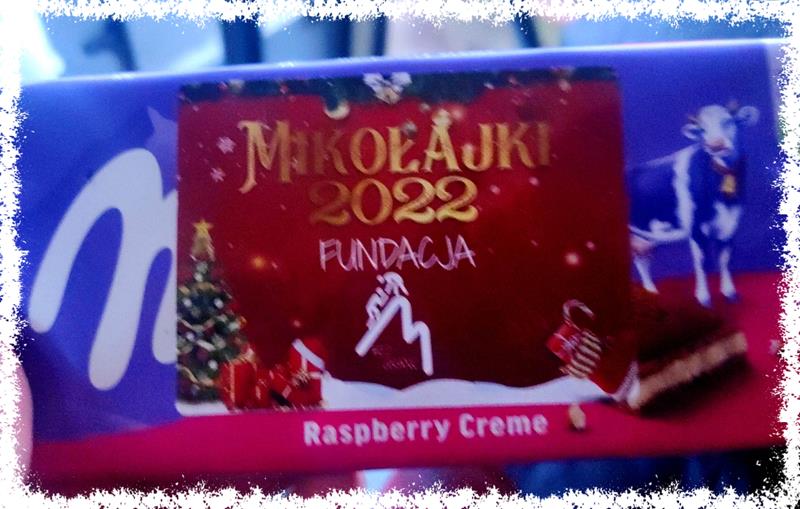 MIKOŁAJKI
2022
FUNDACJA
Raspberry Creme